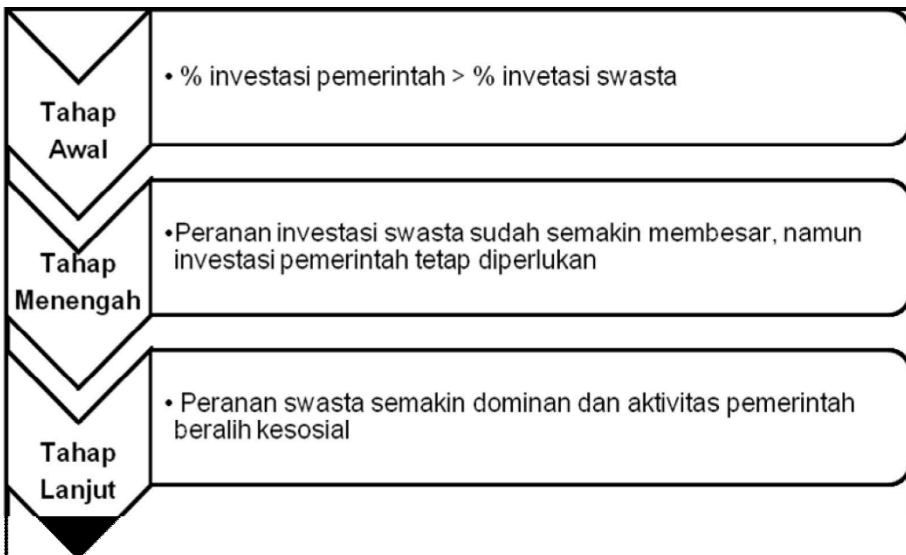 Tahap
Awal
• % investasi pemerintah > % invetasi swasta
Tahap
Menengah
•Peranan investasi swasta sudah semakin membesar, namun
investasi pemerintah tetap diperlukan
Tahap
Lanjut
• Peranan swasta semakin dominan dan aktivitas pemerintah
beralih kesosial